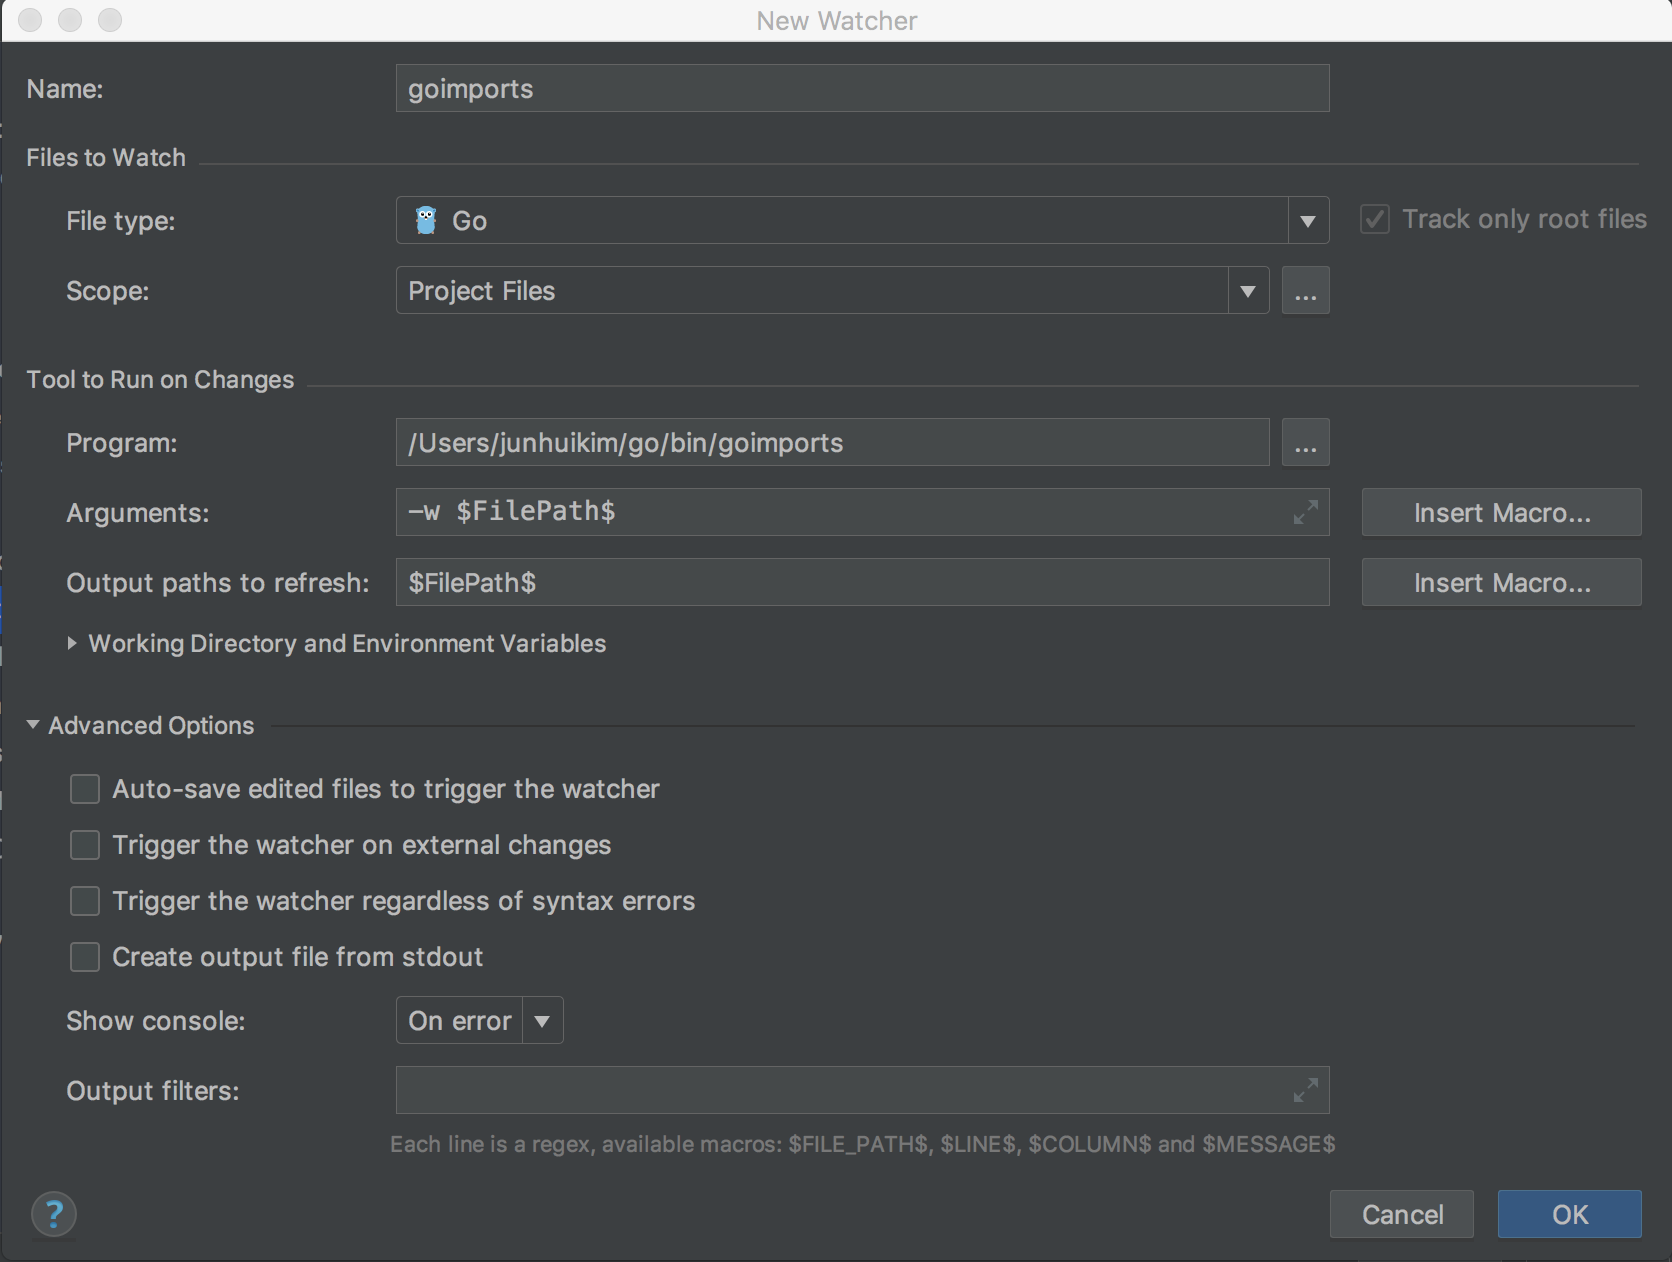 New Watcher
Name: goimports
Files to Watch
File type: Go Track only root files
Scope: Project Files ...
Tool to Run on Changes
Program: /Users/junhuikim/go/bin/goimports ...
Arguments: -w $FilePath$ Insert Macro...
Output paths to refresh: $FilePath$ Insert Macro...
Working Directory and Environment Variables
Advanced Options
Auto-save edited files to trigger the watcher
Trigger the watcher on external changes
Trigger the watcher regardless of syntax errors
Create output file from stdout
Show console: On error
Output filters:
Each line is a regex, available macros: $FILE_PATH$, $LINE$, $COLUMN$ and $MESSAGE$
? Cancel OK